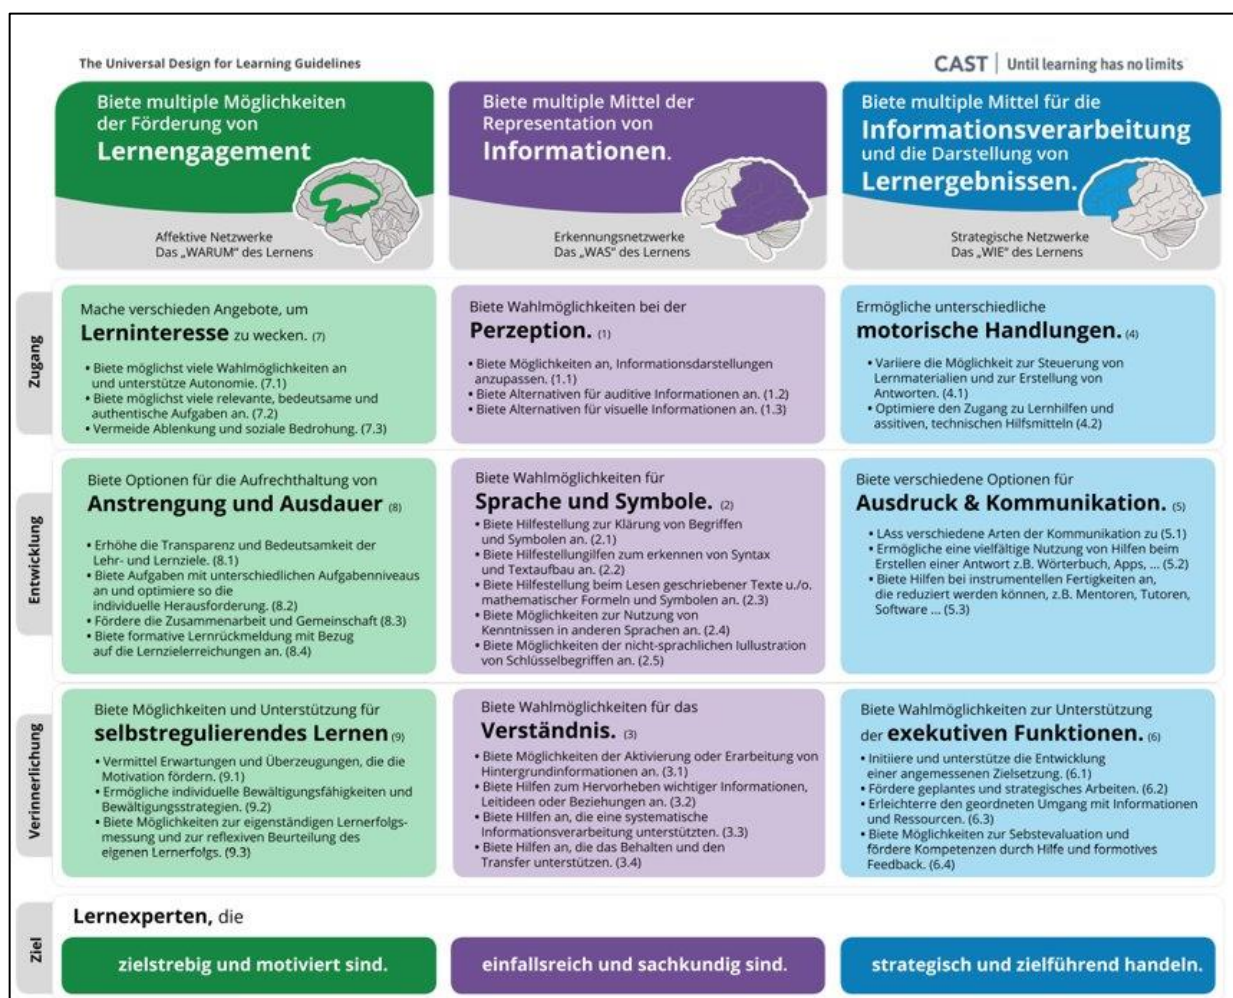 The Universal Design for Learning Guidelines
CAST | Until learning has no limits
Biete multiple Möglichkeiten
der Förderung von
Lernengagement
Affektive Netzwerke
Das „WARUM“ des Lernens
Biete multiple Mittel der
Representation von
Informationen.
Erkennungsnetzwerke
Das „WAS“ des Lernens
Biete multiple Mittel für die
Informationsverarbeitung
und die Darstellung von
Lernergebnissen.
Strategische Netzwerke
Das „WIE“ des Lernens
Zugang
Mache verschieden Angebote, um
Lerninteresse zu wecken. (7)
• Biete möglichst viele Wahlmöglichkeiten an
und unterstütze Autonomie. (7.1)
• Biete möglichst viele relevante, bedeutsame und
authentische Aufgaben an. (7.2)
• Vermeide Ablenkung und soziale Bedrohung. (7.3)
Biete Wahlmöglichkeiten bei der
Perzeption. (1)
• Biete Möglichkeiten an, Informationsdarstellungen
anzupassen. (1.1)
• Biete Alternativen für auditive Informationen an. (1.2)
• Biete Alternativen für visuelle Informationen an. (1.3)
Ermögliche unterschiedliche
motorische Handlungen. (4)
• Variiere die Möglichkeit zur Steuerung von
Lernmaterialien und zur Erstellung von
Antworten. (4.1)
• Optimiere den Zugang zu Lernhilfen und
assitiven, technischen Hilfsmitteln (4.2)
Entwicklung
Biete Optionen für die Aufrechthaltung von
Anstrengung und Ausdauer (8)
• Erhöhe die Transparenz und Bedeutsamkeit der
Lehr- und Lernziele. (8.1)
• Biete Aufgaben mit unterschiedlichen Aufgabenniveaus
an und optimiere so die
individuelle Herausforderung. (8.2)
• Fördere die Zusammenarbeit und Gemeinschaft (8.3)
• Biete formative Lernrückmeldung mit Bezug
auf die Lernzielerreichungen an. (8.4)
Biete Wahlmöglichkeiten für
Sprache und Symbole. (2)
• Biete Hilfestellung zur Klärung von Begriffen
und Symbolen an. (2.1)
• Biete Hilfestellungilfen zum erkennen von Syntax
und Textaufbau an. (2.2)
• Biete Hilfestellung beim Lesen geschriebener Texte u./o.
mathematischer Formeln und Symbolen an. (2.3)
• Biete Möglichkeiten zur Nutzung von
Kenntnissen in anderen Sprachen an. (2.4)
• Biete Möglichkeiten der nicht-sprachlichen Iullustration
von Schlüsselbegriffen an. (2.5)
Biete verschiedene Optionen für
Ausdruck & Kommunikation. (5)
• LAss verschiedene Arten der Kommunikation zu (5.1)
• Ermögliche eine vielfältige Nutzung von Hilfen beim
Erstellen einer Antwort z.B. Wörterbuch, Apps, ... (5.2)
• Biete Hilfen bei instrumentellen Fertigkeiten an,
die reduziert werden können, z.B. Mentoren, Tutoren,
Software ... (5.3)
Verinnerlichung
Biete Möglichkeiten und Unterstützung für
selbstregulierendes Lernen (9)
• Vermittel Erwartungen und Überzeugungen, die die
Motivation fördern. (9.1)
• Ermögliche individuelle Bewältigungsfähigkeiten und
Bewältigungsstrategien. (9.2)
• Biete Möglichkeiten zur eigenständigen Lernerfolgs-
messung und zur reflexiven Beurteilung des
eigenen Lernerfolgs. (9.3)
Biete Wahlmöglichkeiten für das
Verständnis. (3)
• Biete Möglichkeiten der Aktivierung oder Erarbeitung von
Hintergrundinformationen an. (3.1)
• Biete Hilfen zum Hervorheben wichtiger Informationen,
Leitideen oder Beziehungen an. (3.2)
• Biete Hilfen an, die eine systematische
Informationsverarbeitung unterstützten. (3.3)
• Biete Hilfen an, die das Behalten und den
Transfer unterstützen. (3.4)
Biete Wahlmöglichkeiten zur Unterstützung
der exekutiven Funktionen. (6)
• Initiiere und unterstütze die Entwicklung
einer angemessenen Zielsetzung. (6.1)
• Fördere geplantes und strategisches Arbeiten. (6.2)
• Erleichterre den geordneten Umgang mit Informationen
und Ressourcen. (6.3)
• Biete Möglichkeiten zur Sebstevaluation und
fördere Kompetenzen durch Hilfe und formotives
Feedback. (6.4)
Ziel
Lernexperten, die
zielstrebig und motiviert sind.
einfallsreich und sachkundig sind.
strategisch und zielführend handeln.